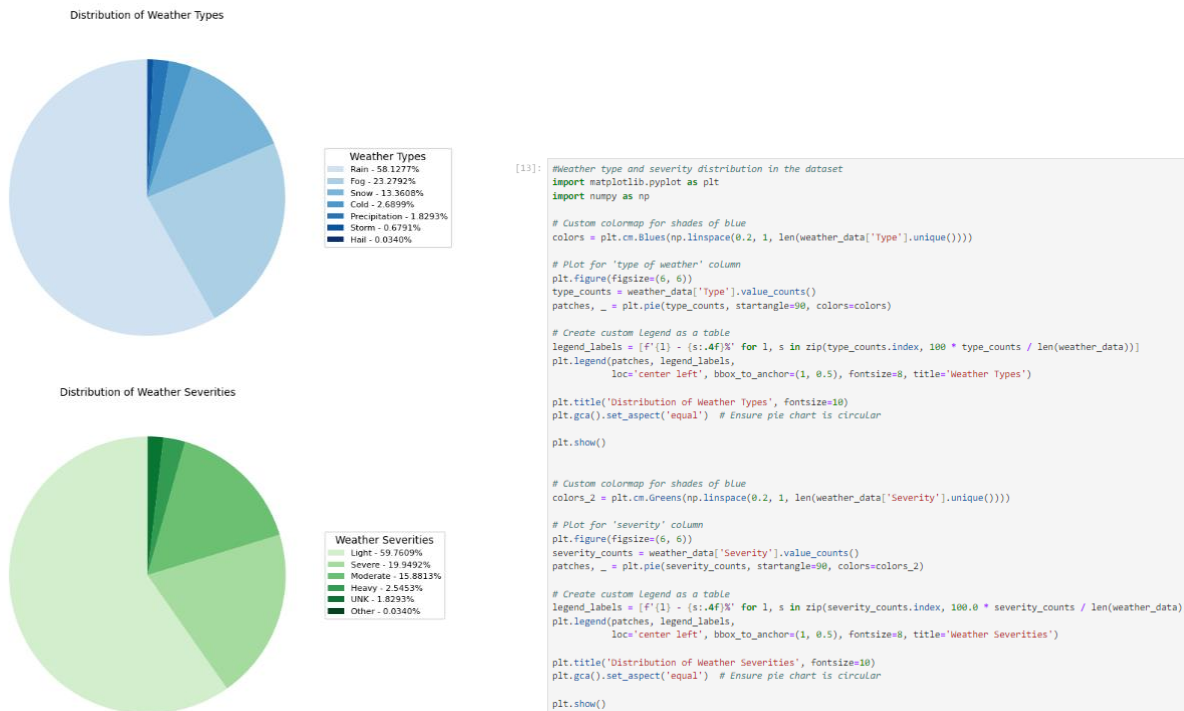 Distribution of Weather Types
Weather Types
Rain - 58.1277%
Fog - 23.2792%
Snow - 13.3608%
Cold - 2.6899%
Precipitation - 1.8293%
Storm - 0.6791%
Hail - 0.0340%
Distribution of Weather Severities
Weather Severities
Light - 59.7609%
Severe - 19.9492%
Moderate - 15.8813%
Heavy - 2.5453%
UNK - 1.8293%
Other - 0.0340%
[13]:
#Weather type and severity distribution in the dataset
import matplotlib.pyplot as plt
import numpy as np
# Custom colormap for shades of blue
colors = plt.cm.Blues(np.linspace(0.2, 1, len(weather_data['Type'].unique())))
# Plot for 'type of weather' column
plt.figure(figsize=(6, 6))
type_counts = weather_data['Type'].value_counts()
patches, _ = plt.pie(type_counts, startangle=90, colors=colors)
# Create custom legend as a table
legend_labels = [f'{l} - {s:.4f}%' for l, s in zip(type_counts.index, 100 * type_counts / len(weather_data))]
plt.legend(patches, legend_labels,
loc='center left', bbox_to_anchor=(1, 0.5), fontsize=8, title='Weather Types')
plt.title('Distribution of Weather Types', fontsize=10)
plt.gca().set_aspect('equal')  # Ensure pie chart is circular
plt.show()
# Custom colormap for shades of blue
colors_2 = plt.cm.Greens(np.linspace(0.2, 1, len(weather_data['Severity'].unique())))
# Plot for 'severity' column
plt.figure(figsize=(6, 6))
severity_counts = weather_data['Severity'].value_counts()
patches, _ = plt.pie(severity_counts, startangle=90, colors=colors_2)
# Create custom legend as a table
legend_labels = [f'{l} - {s:.4f}%' for l, s in zip(severity_counts.index, 100.0 * severity_counts / len(weather_data)
plt.legend(patches, legend_labels,
loc='center left', bbox_to_anchor=(1, 0.5), fontsize=8, title='Weather Severities')
plt.title('Distribution of Weather Severities', fontsize=10)
plt.gca().set_aspect('equal')  # Ensure pie chart is circular
plt.show()